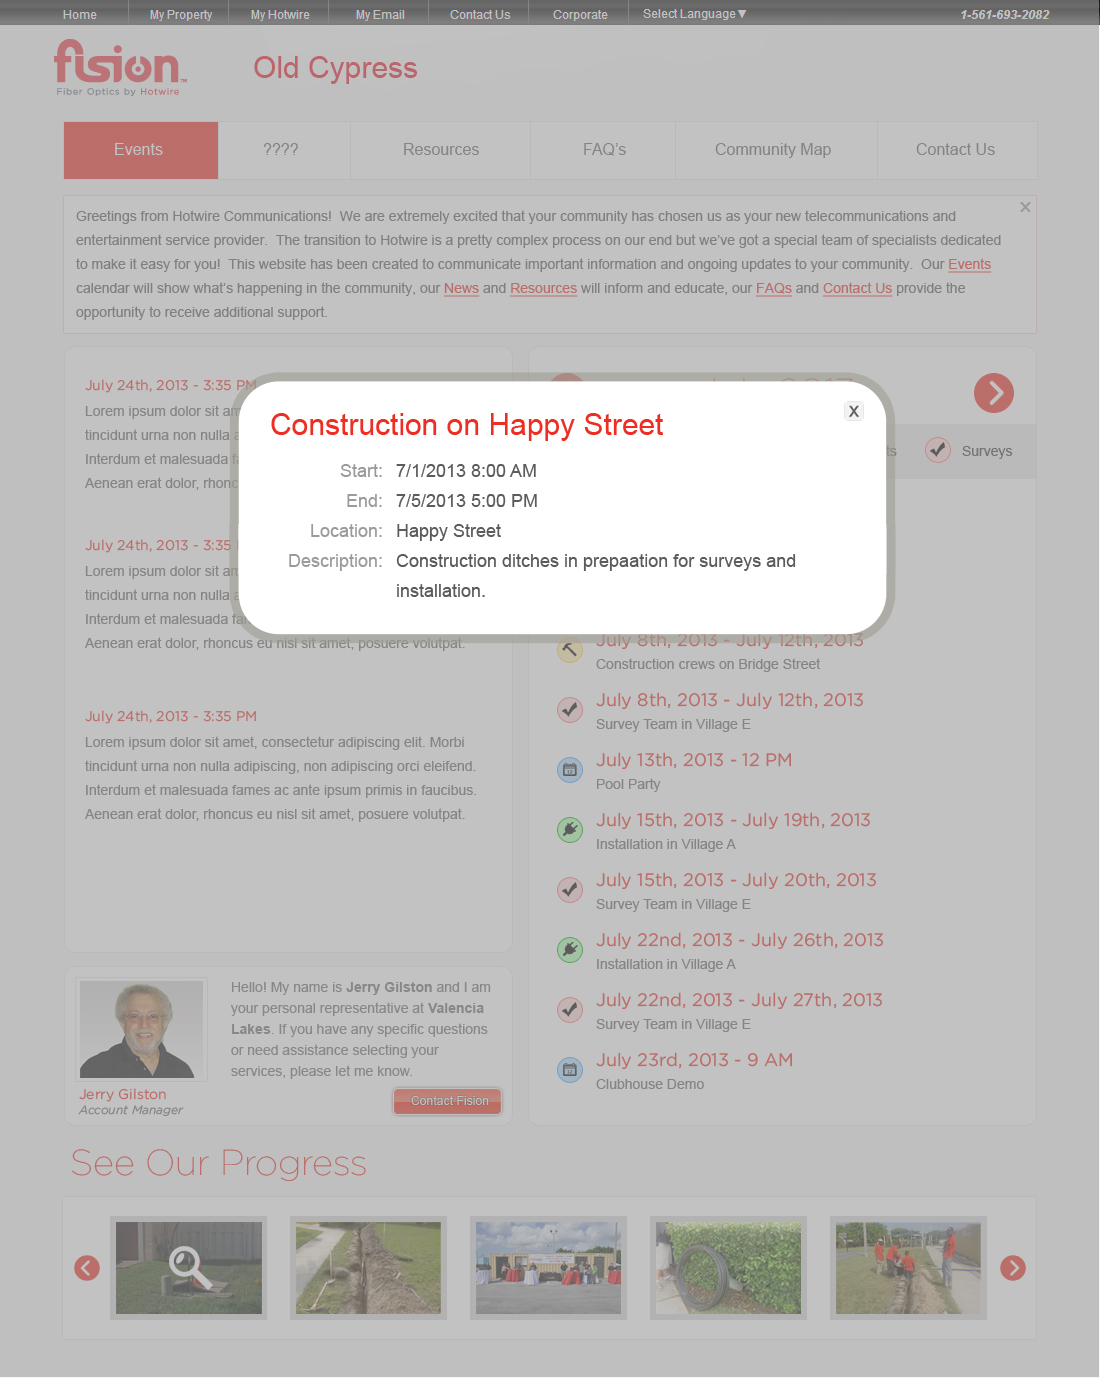 Home My Property My Hotwire My Email Contact Us Corporate Select Language▼ 1-561-693-2082
fision™
Fiber Optics by Hotwire
Old Cypress
Events ???? Resources FAQ's Community Map Contact Us
Greetings from Hotwire Communications! We are extremely excited that your community has chosen us as your new telecommunications and
entertainment service provider. The transition to Hotwire is a pretty complex process on our end but we've got a special team of specialists dedicated
to make it easy for you! This website has been created to communicate important information and ongoing updates to your community. Our Events
calendar will show what's happening in the community, our News and Resources will inform and educate, our FAQs and Contact Us provide the
opportunity to receive additional support.
July 24th, 2013 - 3:35 PM
Lorem ipsum dolor sit am
tincidunt urna non nulla a
Interdum et malesuada fa
Aenean erat dolor, rhonc
July 24th, 2013 - 3:35
Lorem ipsum dolor sit am
tincidunt urna non nulla a
Interdum et malesuada fa
Aenean erat dolor, rhoncus eu nisl sit amet, posuere volutpat.
July 24th, 2013 - 3:35 PM
Lorem ipsum dolor sit amet, consectetur adipiscing elit. Morbi
tincidunt urna non nulla adipiscing, non adipiscing orci eleifend.
Interdum et malesuada fames ac ante ipsum primis in faucibus.
Aenean erat dolor, rhoncus eu nisl sit amet, posuere volutpat.
Construction on Happy Street
X
Start: 7/1/2013 8:00 AM
End: 7/5/2013 5:00 PM
Location: Happy Street
Description: Construction ditches in prepaation for surveys and
installation.
ts Surveys
July 8th, 2013 - July 12th, 2013
Construction crews on Bridge Street
July 8th, 2013 - July 12th, 2013
Survey Team in Village E
July 13th, 2013 - 12 PM
Pool Party
July 15th, 2013 - July 19th, 2013
Installation in Village A
July 15th, 2013 - July 20th, 2013
Survey Team in Village E
July 22nd, 2013 - July 26th, 2013
Installation in Village A
July 22nd, 2013 - July 27th, 2013
Survey Team in Village E
July 23rd, 2013 - 9 AM
Clubhouse Demo
Hello! My name is Jerry Gilston and I am
your personal representative at Valencia
Lakes. If you have any specific questions
or need assistance selecting your
services, please let me know.
Jerry Gilston
Account Manager
Contact Fision
See Our Progress